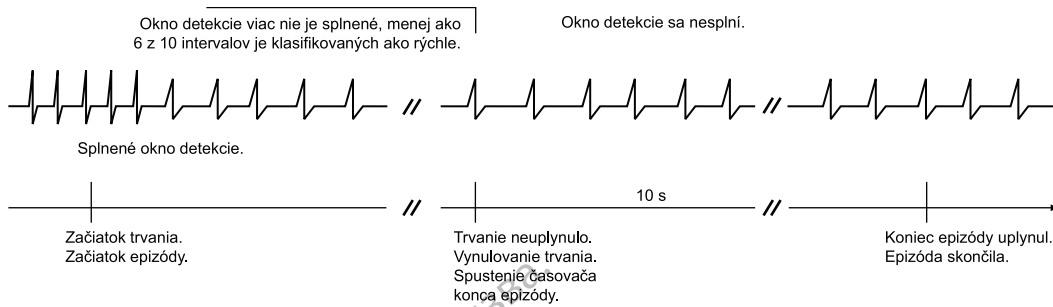 Okno detekcie viac nie je splnené, menej ako
6 z 10 intervalov je klasifikovaných ako rýchle.
Okno detekcie sa nesplní.
Splnené okno detekcie.
10 s
Začiatok trvania.
Začiatok epizódy.
Trvanie neuplynulo.
Vynulovanie trvania.
Spustenie časovača
konca epizódy.
Koniec epizódy uplynul.
Epizóda skončila.